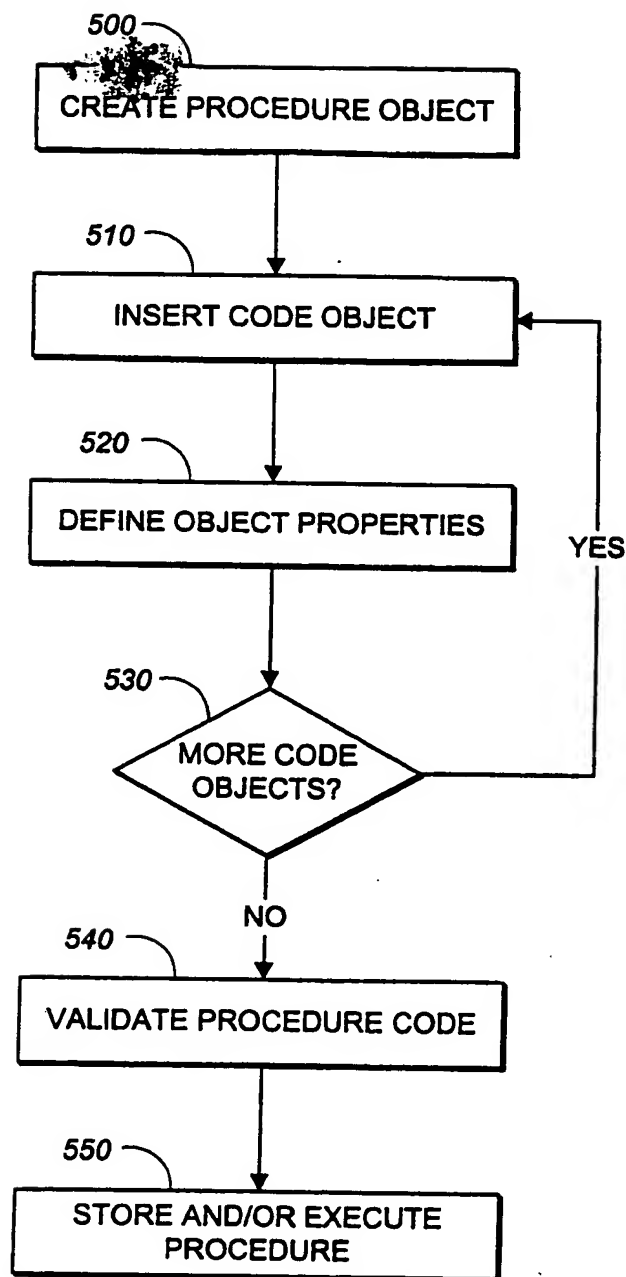 500
CREATE PROCEDURE OBJECT
510
INSERT CODE OBJECT
520
DEFINE OBJECT PROPERTIES
YES
530
MORE CODE
OBJECTS?
NO
540
VALIDATE PROCEDURE CODE
550
STORE AND/OR EXECUTE
PROCEDURE